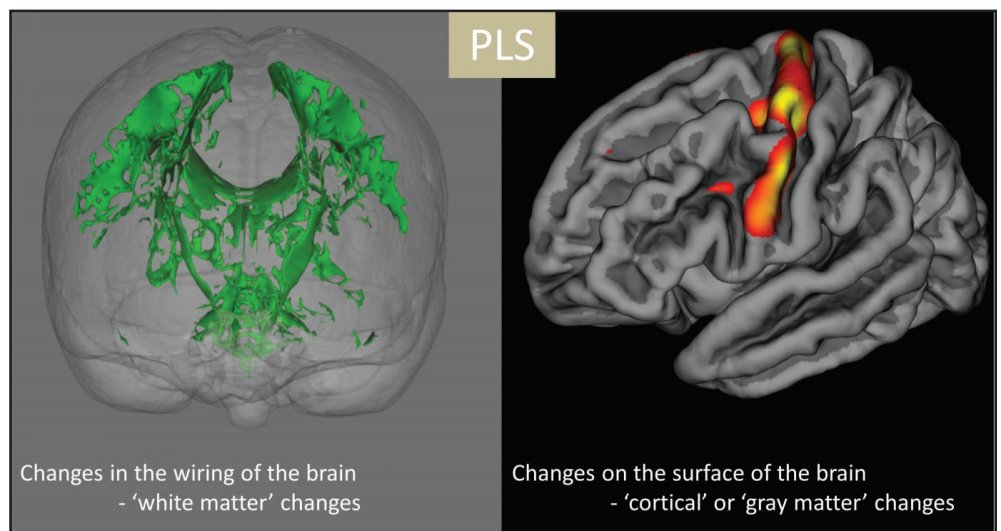 PLS
Changes in the wiring of the brain
- ‘white matter’ changes
Changes on the surface of the brain
- ‘cortical’ or ‘gray matter’ changes